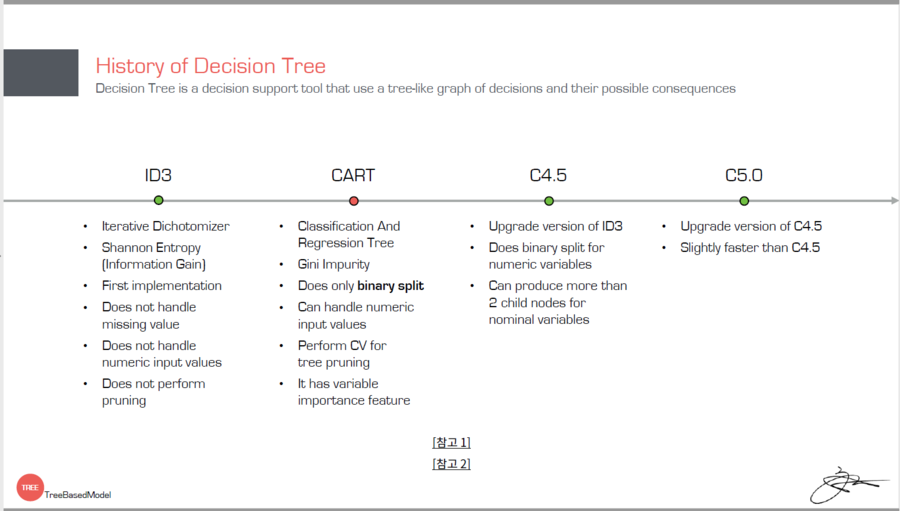 History of Decision Tree
Decision Tree is a decision support tool that use a tree-like graph of decisions and their possible consequences
ID3
• Iterative Dichotomizer
• Shannon Entropy
(Information Gain)
• First implementation
• Does not handle
missing value
• Does not handle
numeric input values
• Does not perform
pruning
CART
• Classification And
Regression Tree
• Gini Impurity
• Does only binary split
• Can handle numeric
input values
• Perform CV for
tree pruning
• It has variable
importance feature
C4.5
• Upgrade version of ID3
• Does binary split for
numeric variables
• Can produce more than
2 child nodes for
nominal variables
C5.0
• Upgrade version of C4.5
• Slightly faster than C4.5
[참고 1]
[참고 2]
TREE
TreeBasedModel